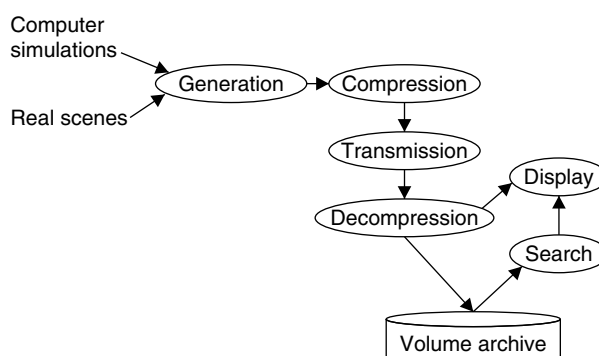 Computer
simulations
Generation
Compression
Real scenes
Transmission
Display
Decompression
Search
Volume archive